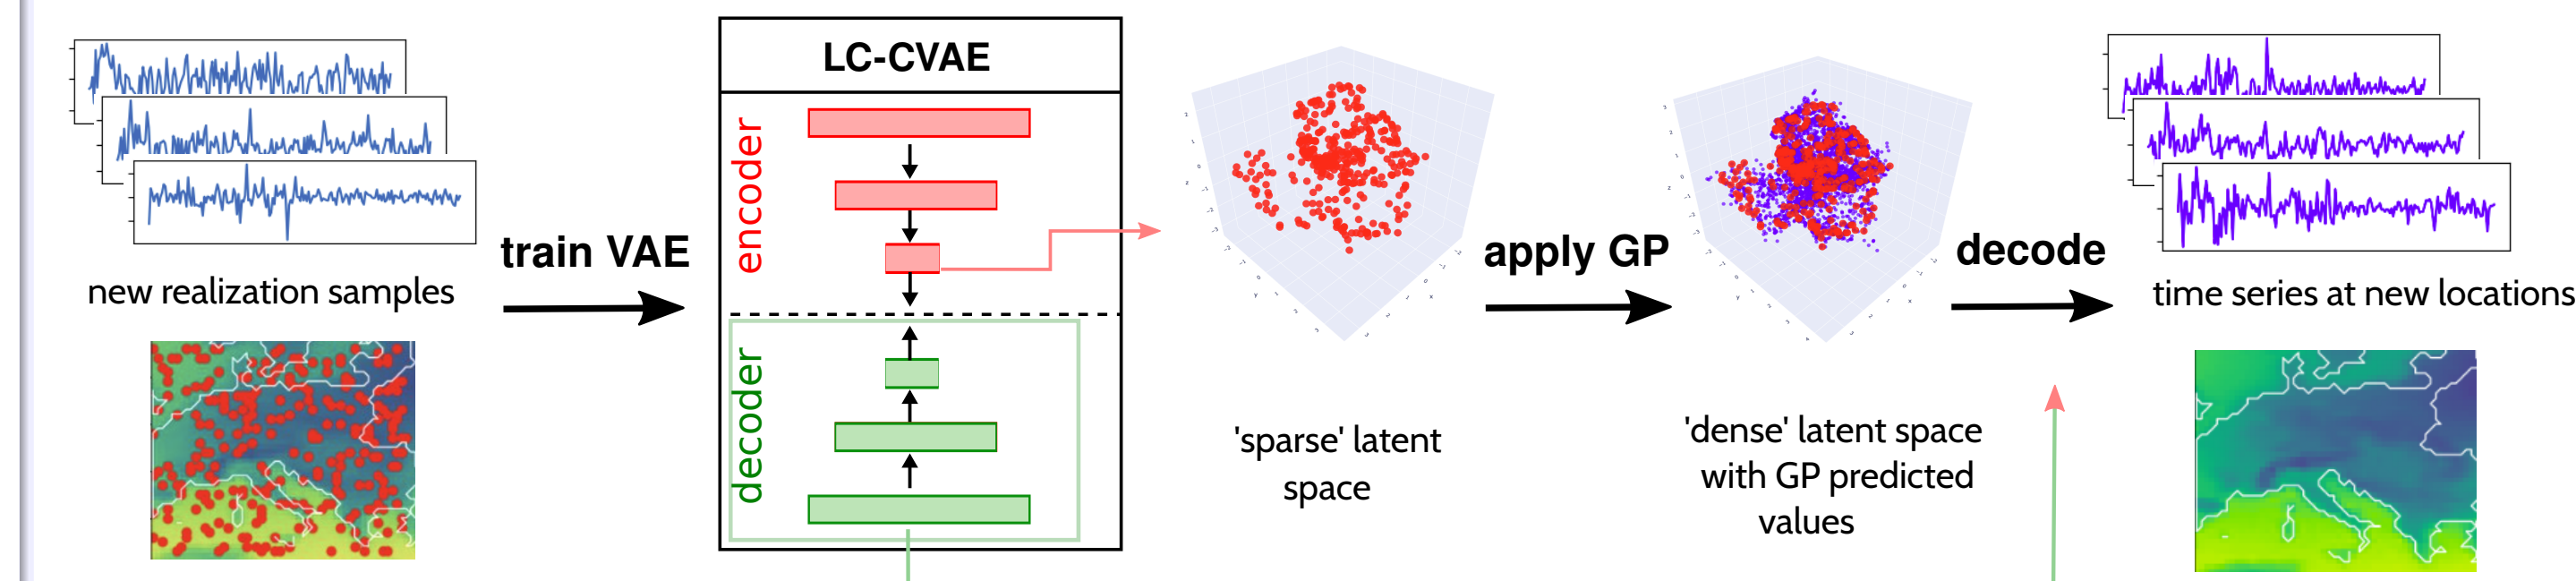 LC-CVAE
encoder
decoder
train VAE
new realization samples
'sparse' latent
space
apply GP
'dense' latent space
with GP predicted
values
decode
time series at new locations